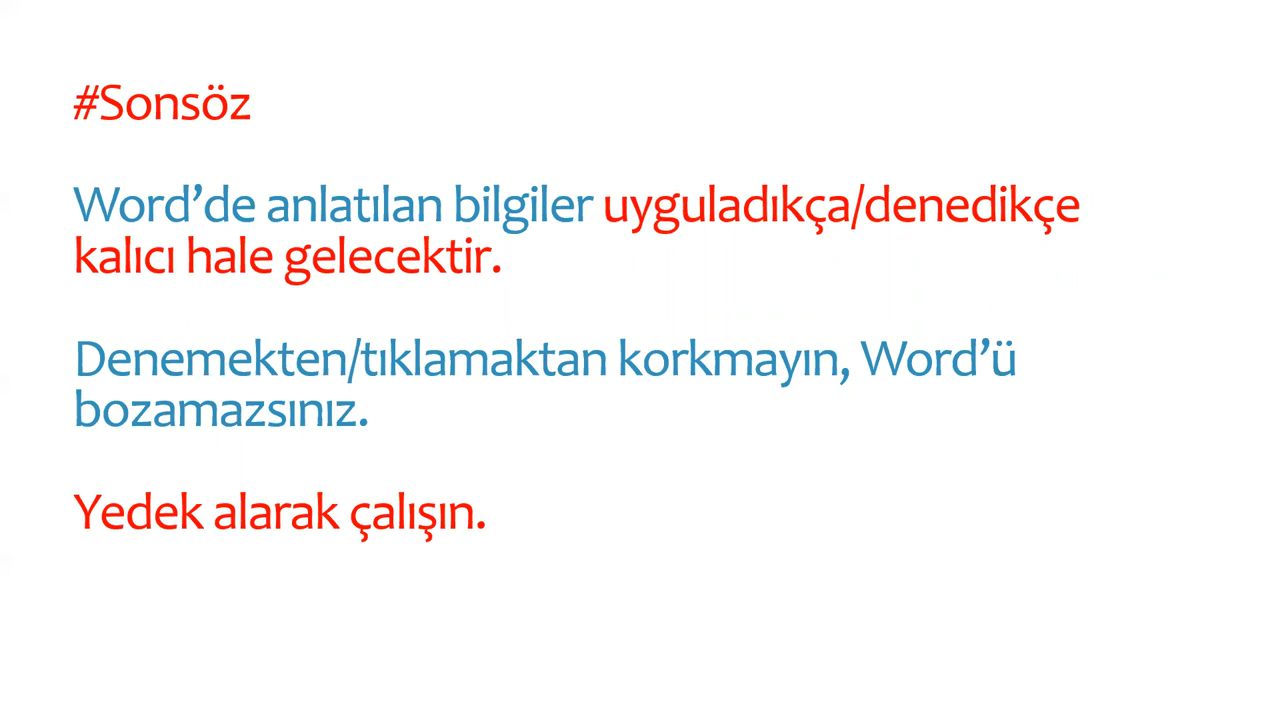 #Sonsöz
Word’de anlatılan bilgiler uyguladıkça/denedikçe
kalıcı hale gelecektir.
Denemekten/tıklamaktan korkmayın, Word’ü
bozamazsınız.
Yedek alarak çalışın.